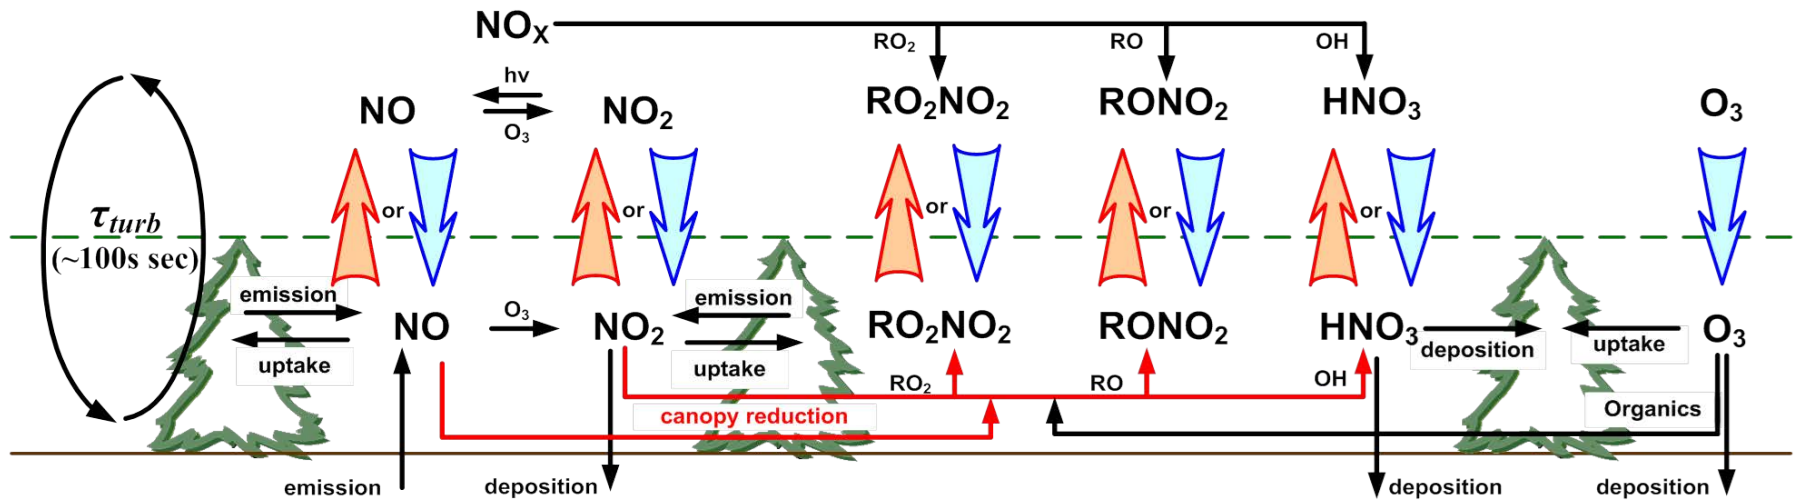 NOX
RO2
RO
OH
hv
NO
NO2
O3
RO2NO2
RONO2
HNO3
O3
or
or
or
or
or
τturb
(~100s sec)
emission
uptake
NO
O3
NO2
emission
uptake
RO2NO2
RONO2
HNO3
deposition
uptake
O3
RO2
RO
OH
canopy reduction
Organics
emission
deposition
deposition
deposition